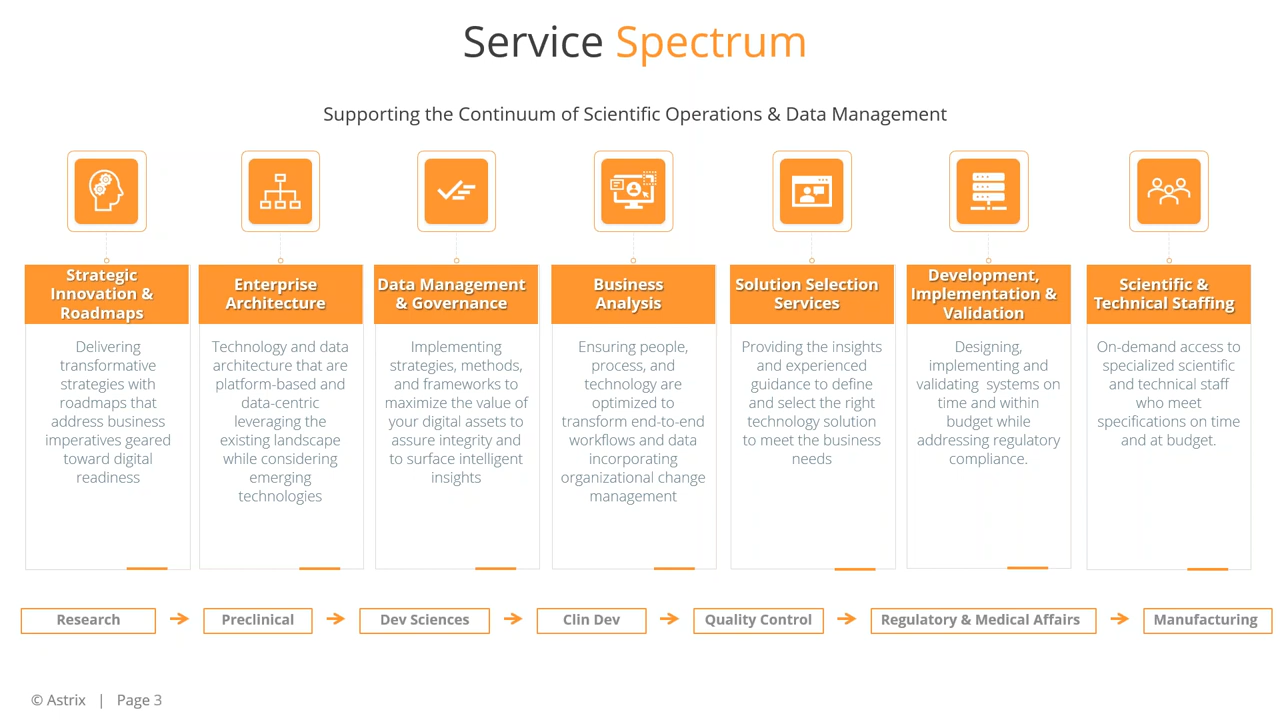 Service Spectrum
Supporting the Continuum of Scientific Operations & Data Management
Strategic
Innovation &
Roadmaps
Delivering
transformative
strategies with
roadmaps that
address business
imperatives geared
toward digital
readiness
Enterprise
Architecture
Technology and data
architecture that are
platform-based and
data-centric
leveraging the
existing landscape
while considering
emerging
technologies
Data Management
& Governance
Implementing
strategies, methods,
and frameworks to
maximize the value of
your digital assets to
assure integrity and
to surface intelligent
insights
Business
Analysis
Ensuring people,
process, and
technology are
optimized to
transform end-to-end
workflows and data
incorporating
organizational change
management
Solution Selection
Services
Providing the insights
and experienced
guidance to define
and select the right
technology solution
to meet the business
needs
Development,
Implementation &
Validation
Designing,
implementing and
validating systems on
time and within
budget while
addressing regulatory
compliance.
Scientific &
Technical Staffing
On-demand access to
specialized scientific
and technical staff
who meet
specifications on time
and at budget.
Research
Preclinical
Dev Sciences
Clin Dev
Quality Control
Regulatory & Medical Affairs
Manufacturing
© Astrix | Page 3